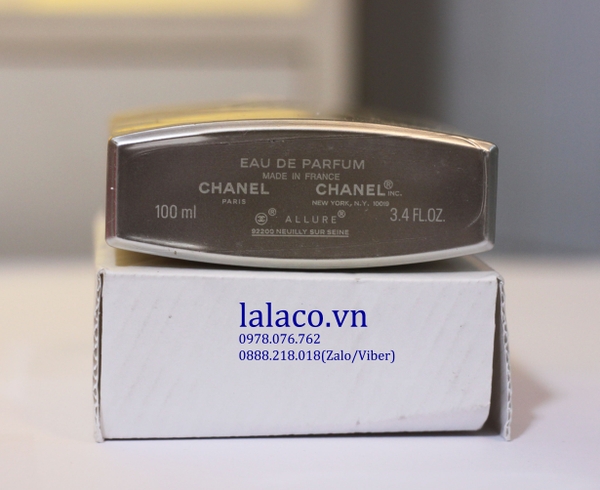 EAU DE PARFUM
MADE IN FRANCE
CHANEL CHANEL® INC.
PARIS NEW YORK, N.Y. 10019
100 ml ® ALLURE® 3.4 FL.OZ.
92200 NEUILLY SUR SEINE
lalaco.vn
0978.076.762
0888.218.018(Zalo/Viber)